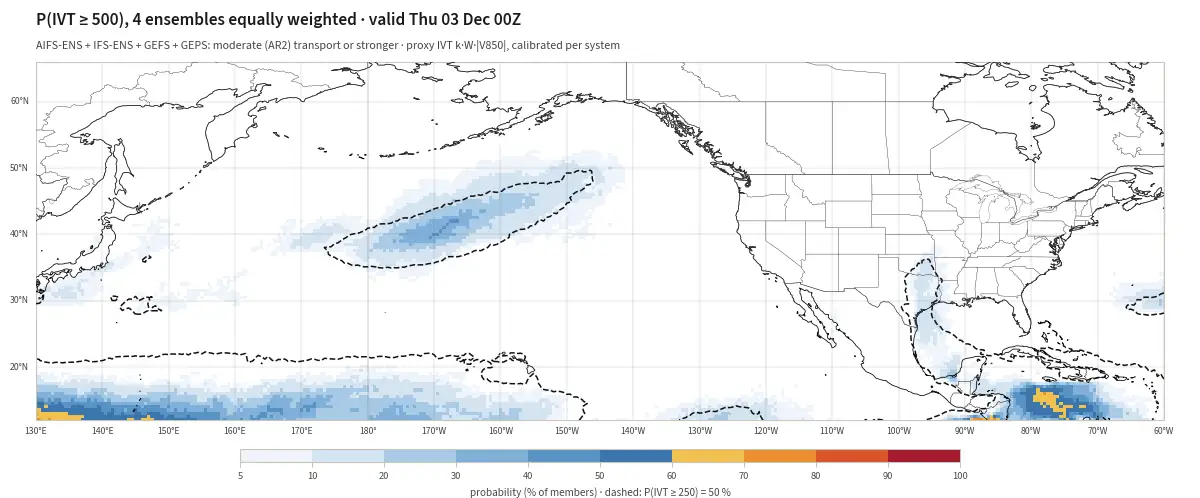 P(IVT ≥ 500), 4 ensembles equally weighted · valid Thu 03 Dec 00Z
AIFS-ENS + IFS-ENS + GEFS + GEPS: moderate (AR2) transport or stronger · proxy IVT k·W·|V850|, calibrated per system
60°N
50°N
40°N
30°N
20°N
130°E 140°E 150°E 160°E 170°E 180° 170°W 160°W 150°W 140°W 130°W 120°W 110°W 100°W 90°W 80°W 70°W 60°W
5 10 20 30 40 50 60 70 80 90 100
probability (% of members) · dashed: P(IVT ≥ 250) = 50 %